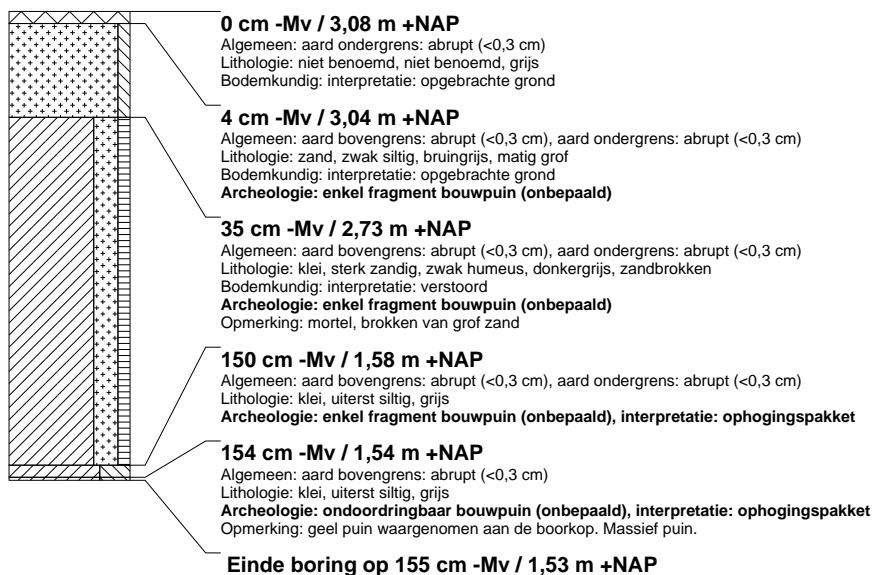 0 cm -Mv / 3,08 m +NAP
Algemeen: aard ondergrens: abrupt (<0,3 cm)
Lithologie: niet benoemd, niet benoemd, grijs
Bodemkundig: interpretatie: opgebrachte grond
4 cm -Mv / 3,04 m +NAP
Algemeen: aard bovengrens: abrupt (<0,3 cm), aard ondergrens: abrupt (<0,3 cm)
Lithologie: zand, zwak siltig, bruingrijs, matig grof
Bodemkundig: interpretatie: opgebrachte grond
Archeologie: enkel fragment bouwpuin (onbepaald)
35 cm -Mv / 2,73 m +NAP
Algemeen: aard bovengrens: abrupt (<0,3 cm), aard ondergrens: abrupt (<0,3 cm)
Lithologie: klei, sterk zandig, zwak humeus, donkergrijs, zandbrokken
Bodemkundig: interpretatie: verstoord
Archeologie: enkel fragment bouwpuin (onbepaald)
Opmerking: mortel, brokken van grof zand
150 cm -Mv / 1,58 m +NAP
Algemeen: aard bovengrens: abrupt (<0,3 cm), aard ondergrens: abrupt (<0,3 cm)
Lithologie: klei, uiterst siltig, grijs
Archeologie: enkel fragment bouwpuin (onbepaald), interpretatie: ophogingspakket
154 cm -Mv / 1,54 m +NAP
Algemeen: aard bovengrens: abrupt (<0,3 cm)
Lithologie: klei, uiterst siltig, grijs
Archeologie: ondoordringbaar bouwpuin (onbepaald), interpretatie: ophogingspakket
Opmerking: geel puin waargenomen aan de boorkop. Massief puin.
Einde boring op 155 cm -Mv / 1,53 m +NAP